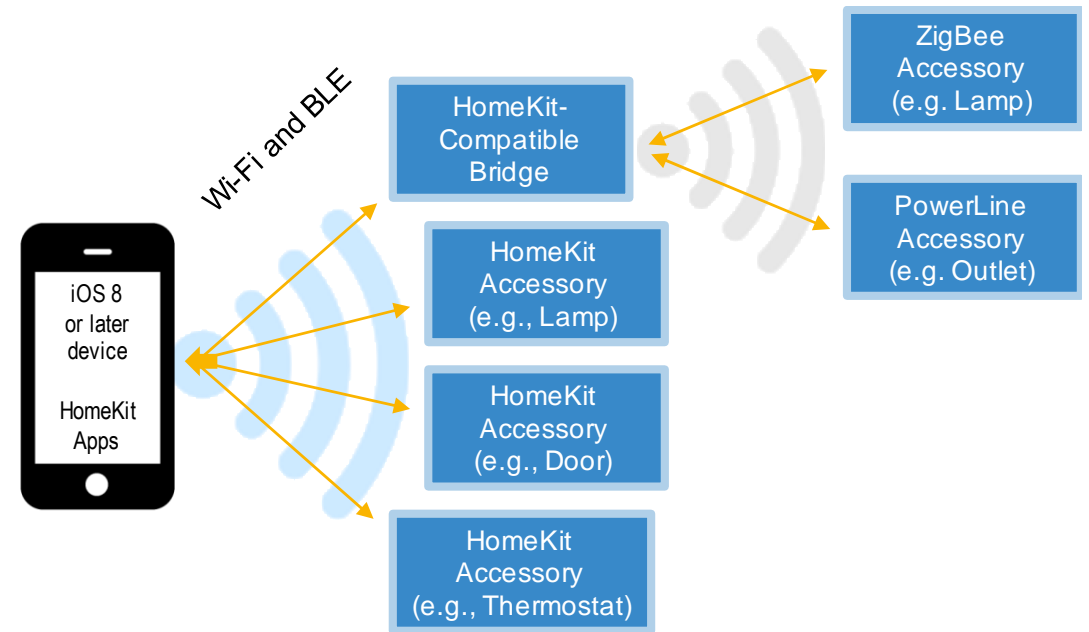 Wi-Fi and BLE
iOS 8
or later
device
HomeKit
Apps
HomeKit-
Compatible
Bridge
HomeKit
Accessory
(e.g., Lamp)
HomeKit
Accessory
(e.g., Door)
HomeKit
Accessory
(e.g., Thermostat)
ZigBee
Accessory
(e.g. Lamp)
PowerLine
Accessory
(e.g. Outlet)